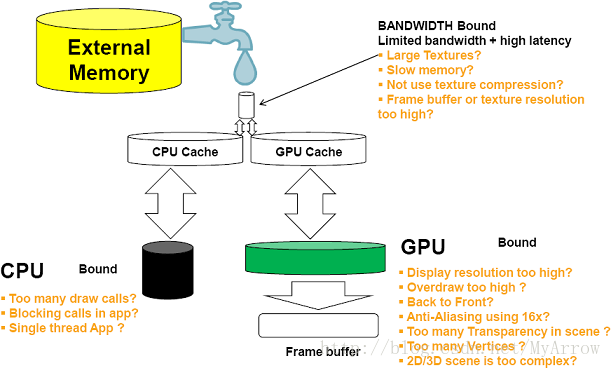 External
Memory
BANDWIDTH Bound
Limited bandwidth + high latency
▪ Large Textures?
▪ Slow memory?
▪ Not use texture compression?
▪ Frame buffer or texture resolution
too high?
CPU Cache
GPU Cache
CPU Bound
▪ Too many draw calls?
▪ Blocking calls in app?
▪ Single thread App ?
GPU Bound
▪ Display resolution too high?
▪ Overdraw too high ?
▪ Back to Front?
▪ Anti-Aliasing using 16x?
▪ Too many Transparency in scene ?
▪ Too many Vertices ?
▪ 2D/3D scene is too complex?
Frame buffer
http://blog.csdn.net/MyArrow